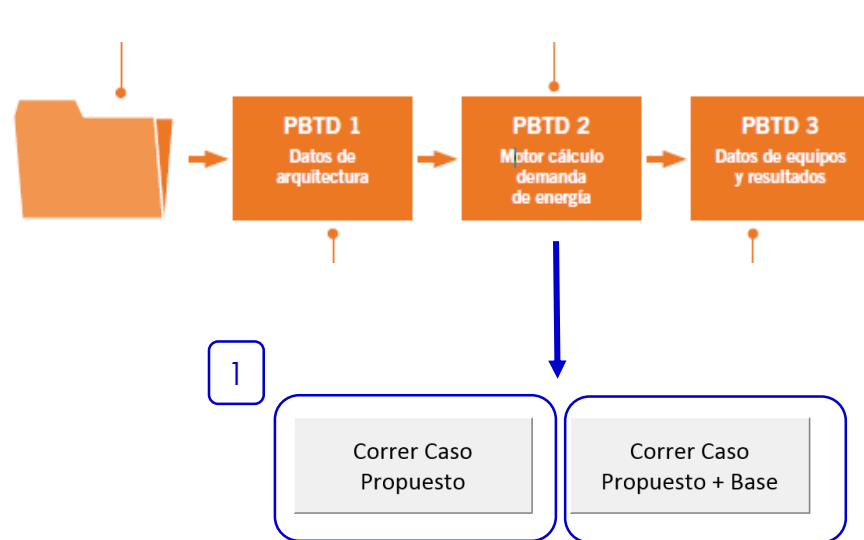 PBTD 1
Datos de
arquitectura
PBTD 2
Motor cálculo
demanda
de energía
PBTD 3
Datos de equipos
y resultados
1
Correr Caso
Propuesto
Correr Caso
Propuesto + Base